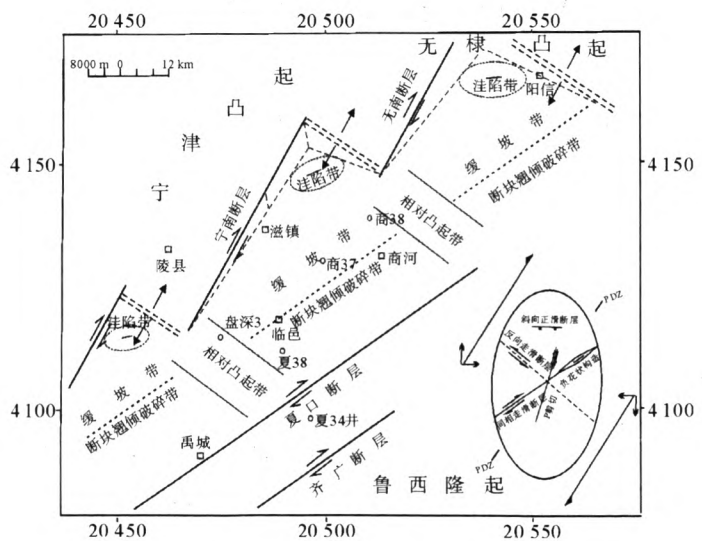 20 450
20 500
20 550
8000 m 0 12 km
无棣凸起
宁津凸起
无南断层
洼陷带
阳信
4 150
4 150
缓坡带
断块翘倾破碎带
宁南断层
洼陷带
相对凸起带
商38
滋镇
缓坡带
商37
商河
断块翘倾破碎带
陵县
洼陷带
盘深3
临邑
夏38
相对凸起带
缓坡带
断块翘倾破碎带
夏口断层
夏34井
禹城
齐广断层
鲁西隆起
4 100
4 100
PDZ
斜向正滑断层
反向走滑断层
负花状构造
同相走滑断层
P剪切
PDZ
20 450
20 500
20 550